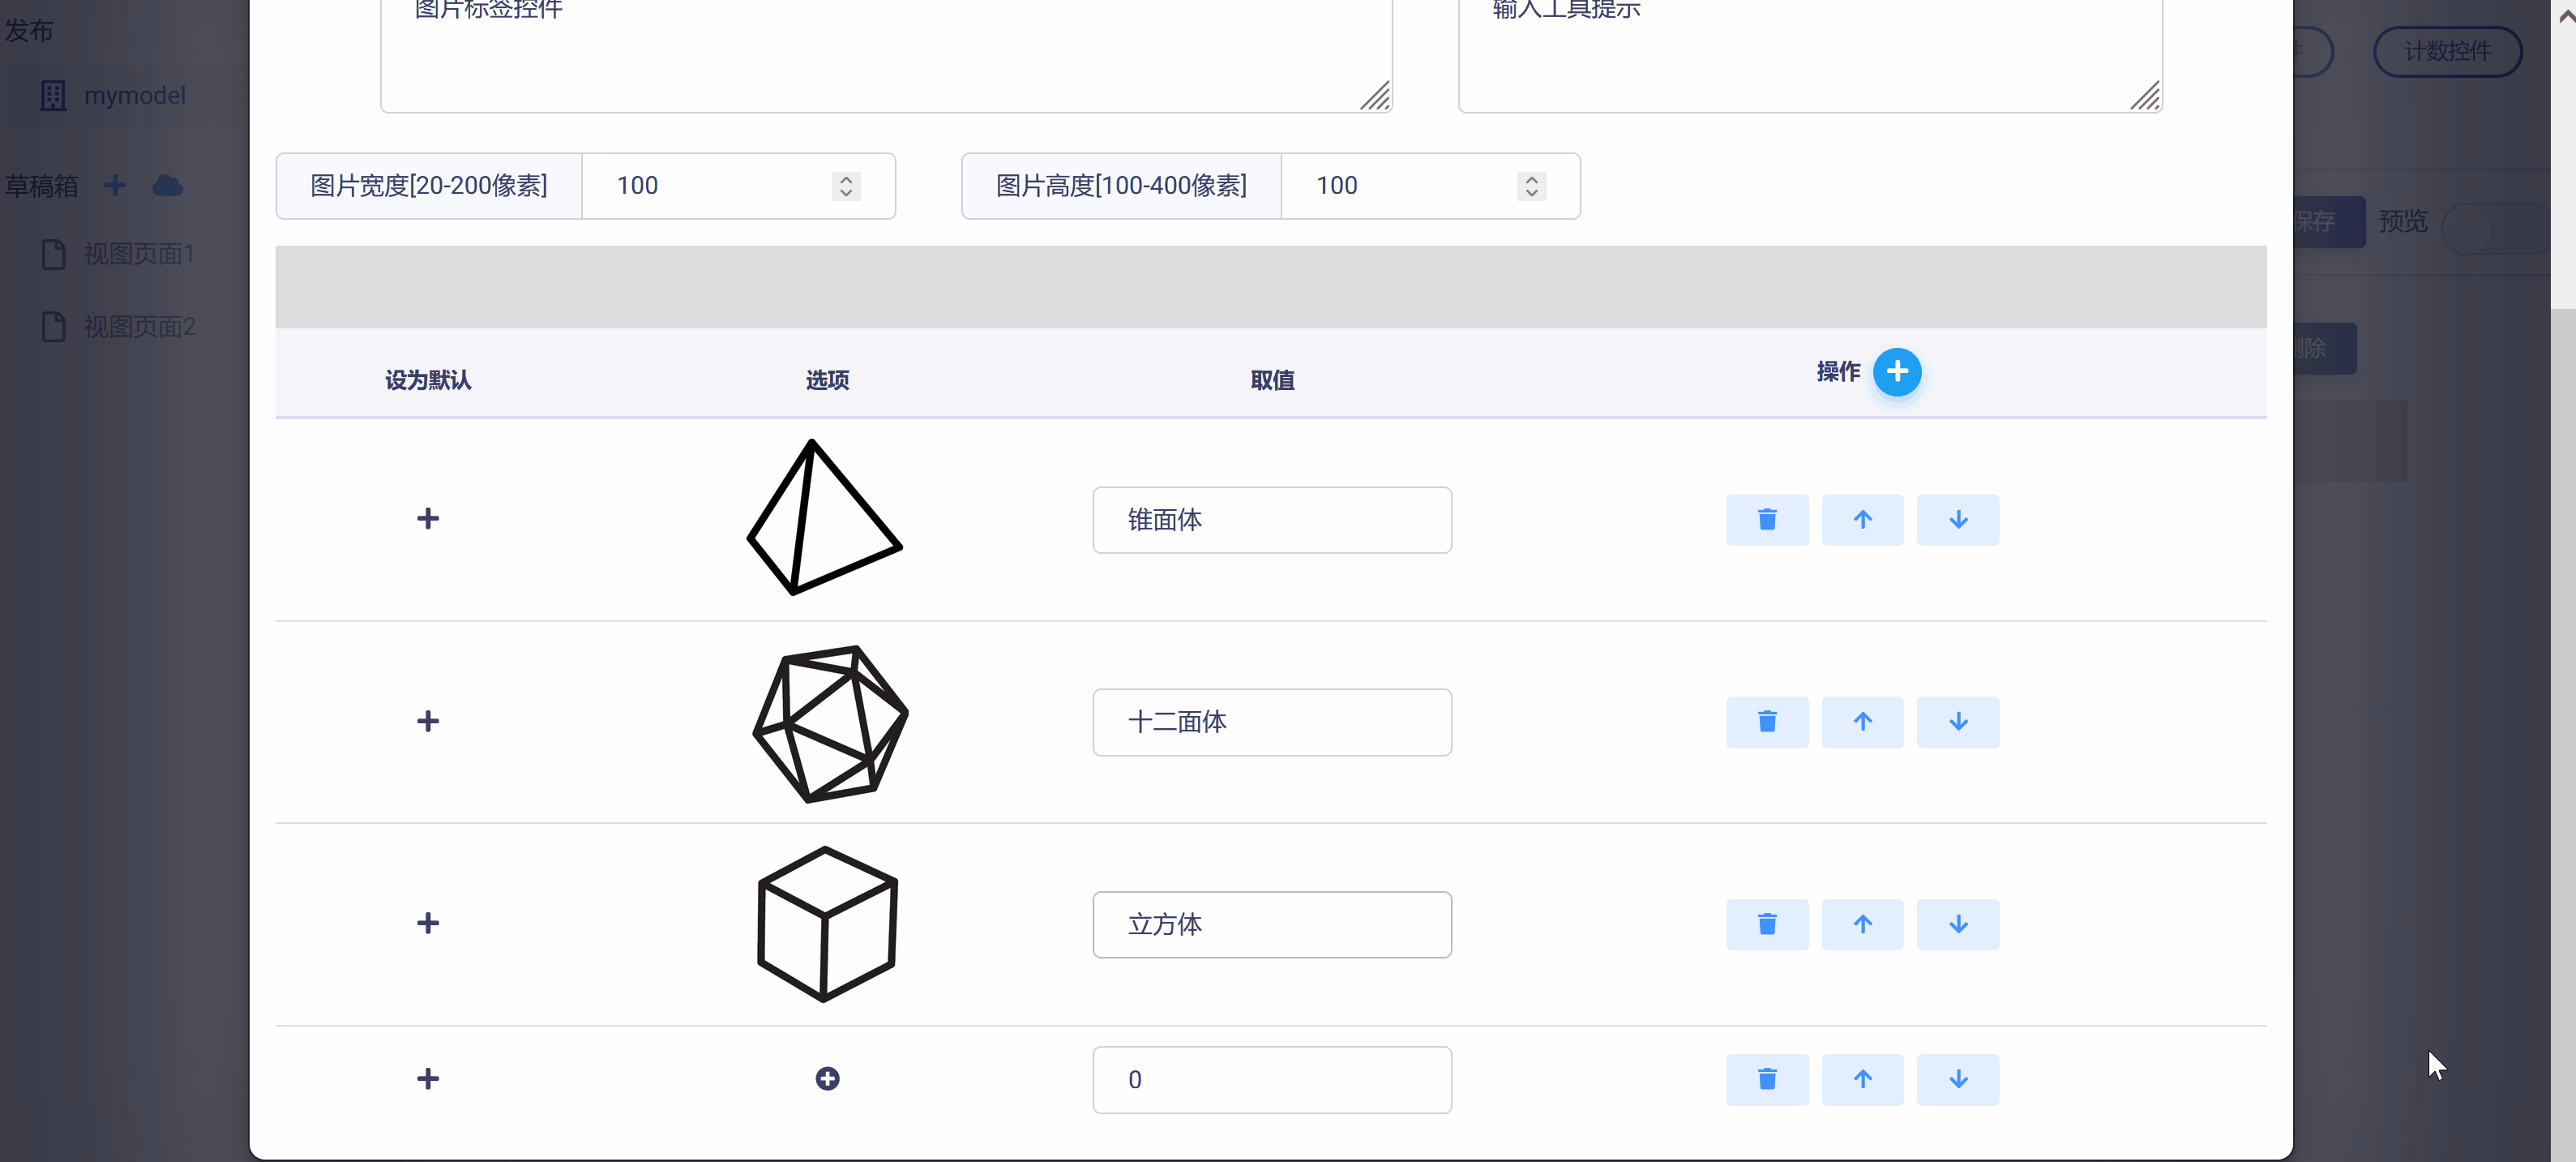 发布
mymodel
草稿箱
视图页面1
视图页面2
图片标签控件
输入工具提示
件
计数控件
图片宽度[20-200像素]
100
图片高度[100-400像素]
100
保存
预览
删除
设为默认
选项
取值
操作
锥面体
十二面体
立方体
0